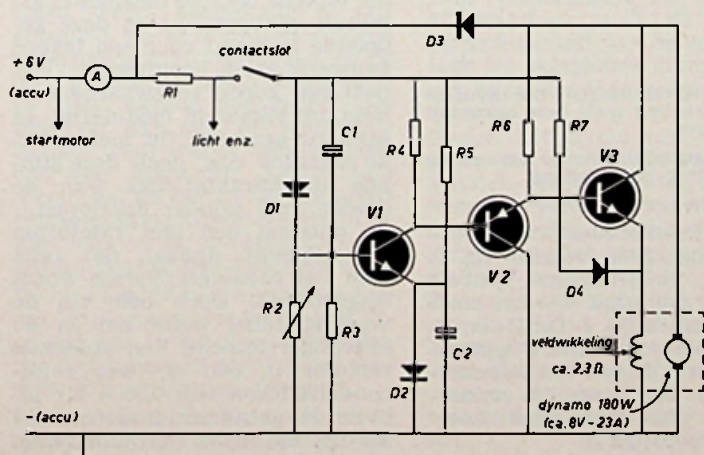 D3
contactslot
+6V
A
(accu)
R1
startmotor
licht enz.
C1
R4
R5
R6
R7
V3
D1
V1
V2
D4
R2
R3
C2
D2
veldwikkeling
ca. 2,3 Ω
dynamo 180W
(ca. 8V - 23A)
-(accu)